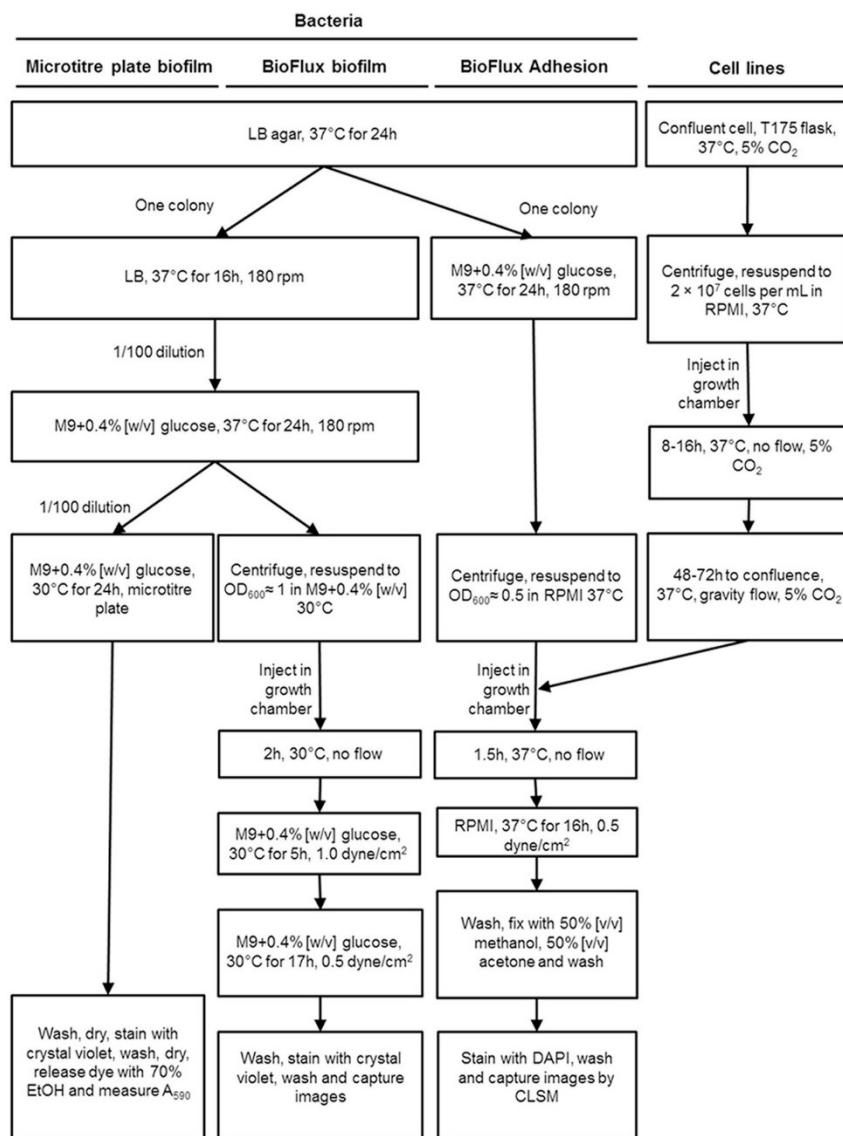 Bacteria
Microtitre plate biofilm
BioFlux biofilm
BioFlux Adhesion
Cell lines
LB agar, 37°C for 24h
Confluent cell, T175 flask,
37°C, 5% CO₂
One colony
One colony
LB, 37°C for 16h, 180 rpm
M9+0.4% [w/v] glucose,
37°C for 24h, 180 rpm
Centrifuge, resuspend to
2 × 10⁷ cells per mL in
RPMI, 37°C
1/100 dilution
Inject in
growth
chamber
M9+0.4% [w/v] glucose, 37°C for 24h, 180 rpm
8-16h, 37°C, no flow, 5%
CO₂
1/100 dilution
M9+0.4% [w/v] glucose,
30°C for 24h, microtitre
plate
Centrifuge, resuspend to
OD₆₀₀≈ 1 in M9+0.4% [w/v]
30°C
Centrifuge, resuspend to
OD₆₀₀≈ 0.5 in RPMI 37°C
48-72h to confluence,
37°C, gravity flow, 5% CO₂
Inject in
growth
chamber
Inject in
growth
chamber
2h, 30°C, no flow
1.5h, 37°C, no flow
M9+0.4% [w/v] glucose,
30°C for 5h, 1.0 dyne/cm²
RPMI, 37°C for 16h, 0.5
dyne/cm²
M9+0.4% [w/v] glucose,
30°C for 17h, 0.5 dyne/cm²
Wash, fix with 50% [v/v]
methanol, 50% [v/v]
acetone and wash
Wash, dry, stain with
crystal violet, wash, dry,
release dye with 70%
EtOH and measure A₅₉₀
Wash, stain with crystal
violet, wash and capture
images
Stain with DAPI, wash
and capture images by
CLSM